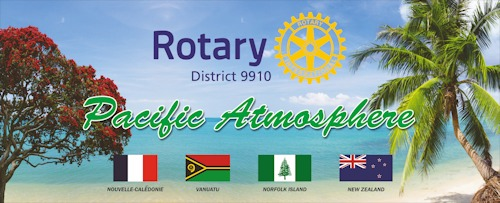 Rotary
ROTARY
District 9910
Pacific Atmosphere
NOUVELLE-CALÉDONIE
VANUATU
NORFOLK ISLAND
NEW ZEALAND